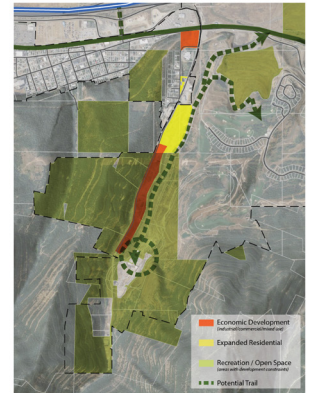 Economic Development
(industrial/commercial/mixed use)
Expanded Residential
Recreation / Open Space
(areas with development constraints)
Potential Trail